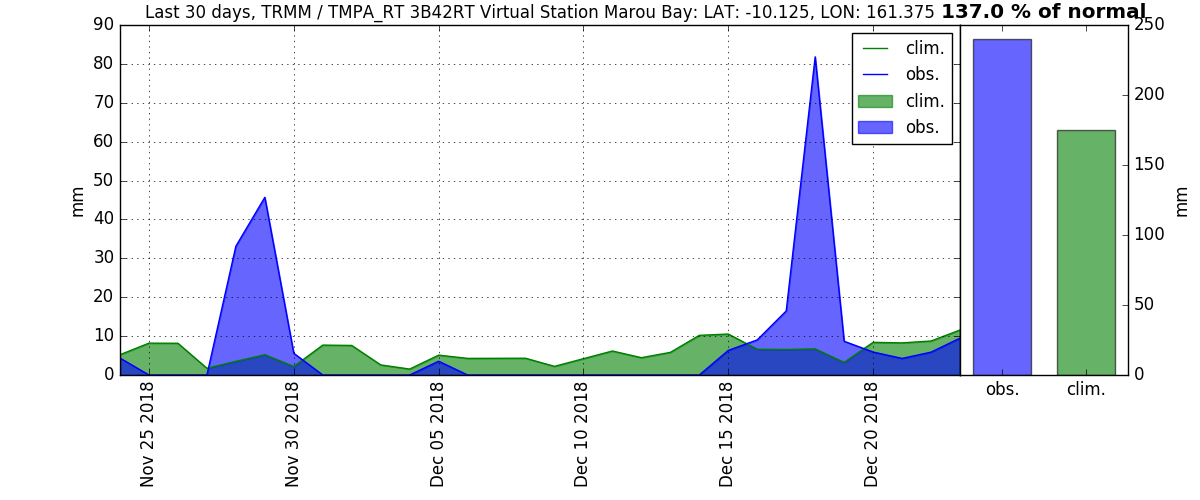 Last 30 days, TRMM / TMPA_RT 3B42RT Virtual Station Marou Bay: LAT: -10.125, LON: 161.375 137.0 % of normal
90
80
70
60
50
40
30
20
10
0
mm
clim.
obs.
clim.
obs.
250
200
150
100
50
0
mm
obs. clim.
Nov 25 2018
Nov 30 2018
Dec 05 2018
Dec 10 2018
Dec 15 2018
Dec 20 2018